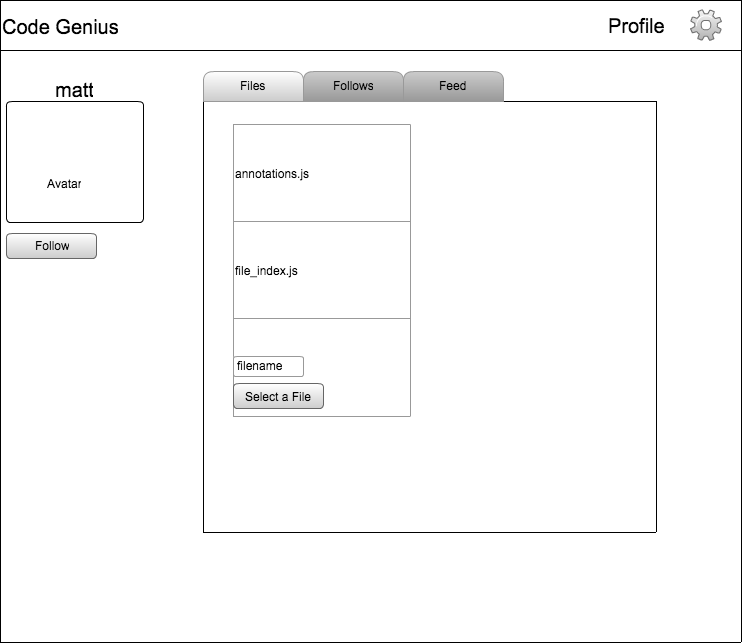 Code Genius
Profile
matt
Avatar
Follow
Files
Follows
Feed
annotations.js
file_index.js
filename
Select a File